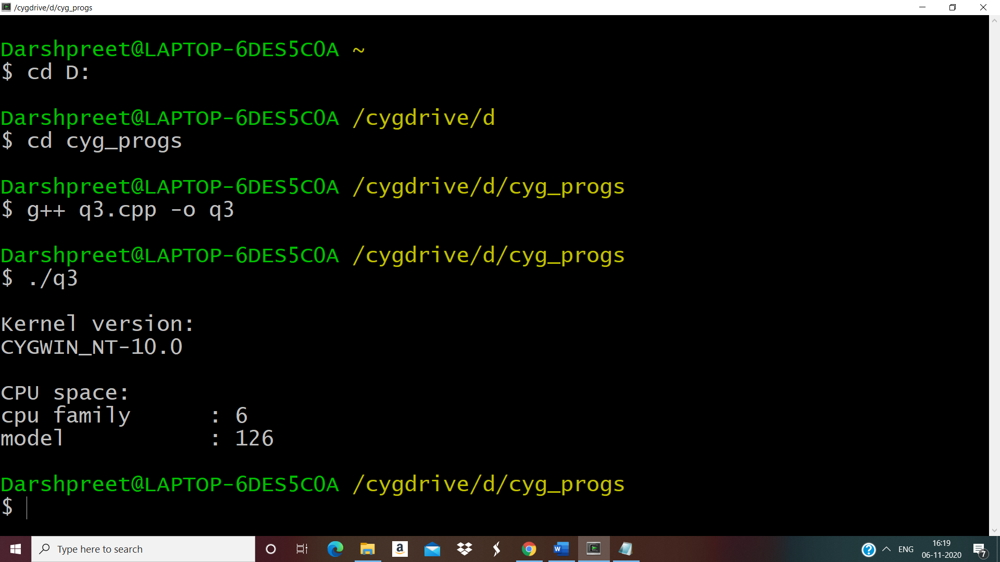 /cygdrive/d/cyg_progs
Darshpreet@LAPTOP-6DES5C0A ~
$ cd D:
Darshpreet@LAPTOP-6DES5C0A /cygdrive/d
$ cd cyg_progs
Darshpreet@LAPTOP-6DES5C0A /cygdrive/d/cyg_progs
$ g++ q3.cpp -o q3
Darshpreet@LAPTOP-6DES5C0A /cygdrive/d/cyg_progs
$ ./q3
Kernel version:
CYGWIN_NT-10.0
CPU space:
cpu family      : 6
model           : 126
Darshpreet@LAPTOP-6DES5C0A /cygdrive/d/cyg_progs
$
Type here to search
ENG
16:19
06-11-2020
7